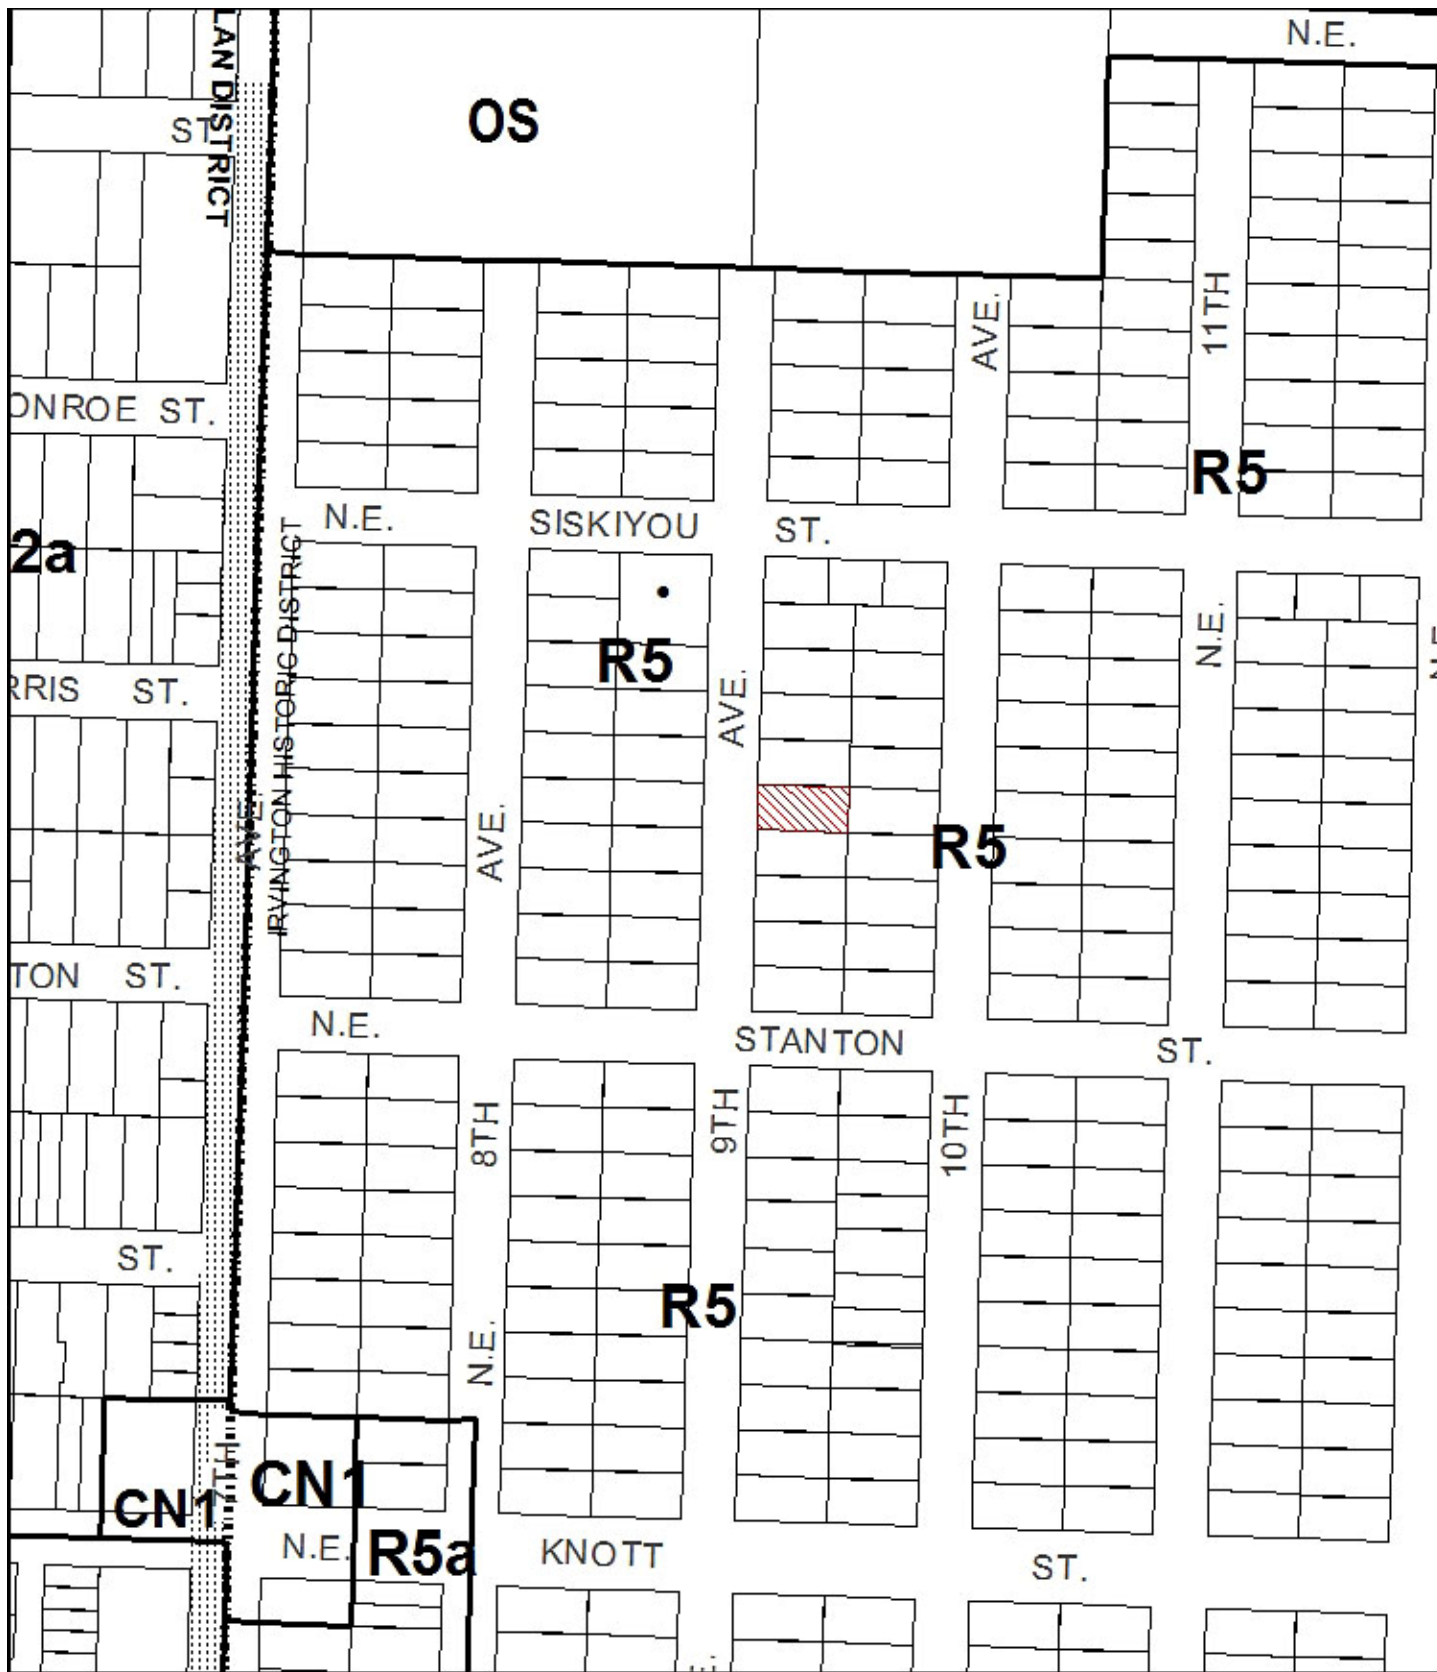 N.E.
LAN DISTRICT
OS
ST.
11TH
AVE.
ONROE ST.
R5
N.E.
SISKIYOU
ST.
2a
IRVINGTON HISTORIC DISTRICT
N.E.
R5
RRIS ST.
AVE.
AVE.
AVE.
R5
TON ST.
N.E.
STANTON
ST.
8TH
9TH
10TH
ST.
R5
N.E.
7TH
CN1
CN1
N.E.
R5a
KNOTT
ST.